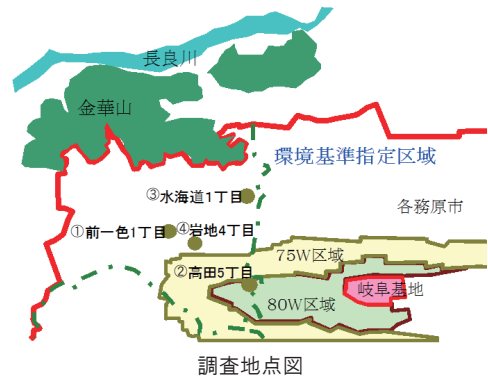 長良川
金華山
環境基準指定区域
③水海道1丁目
各務原市
①前一色1丁目
④岩地4丁目
75W区域
②高田5丁目
岐阜基地
80W区域
調査地点図